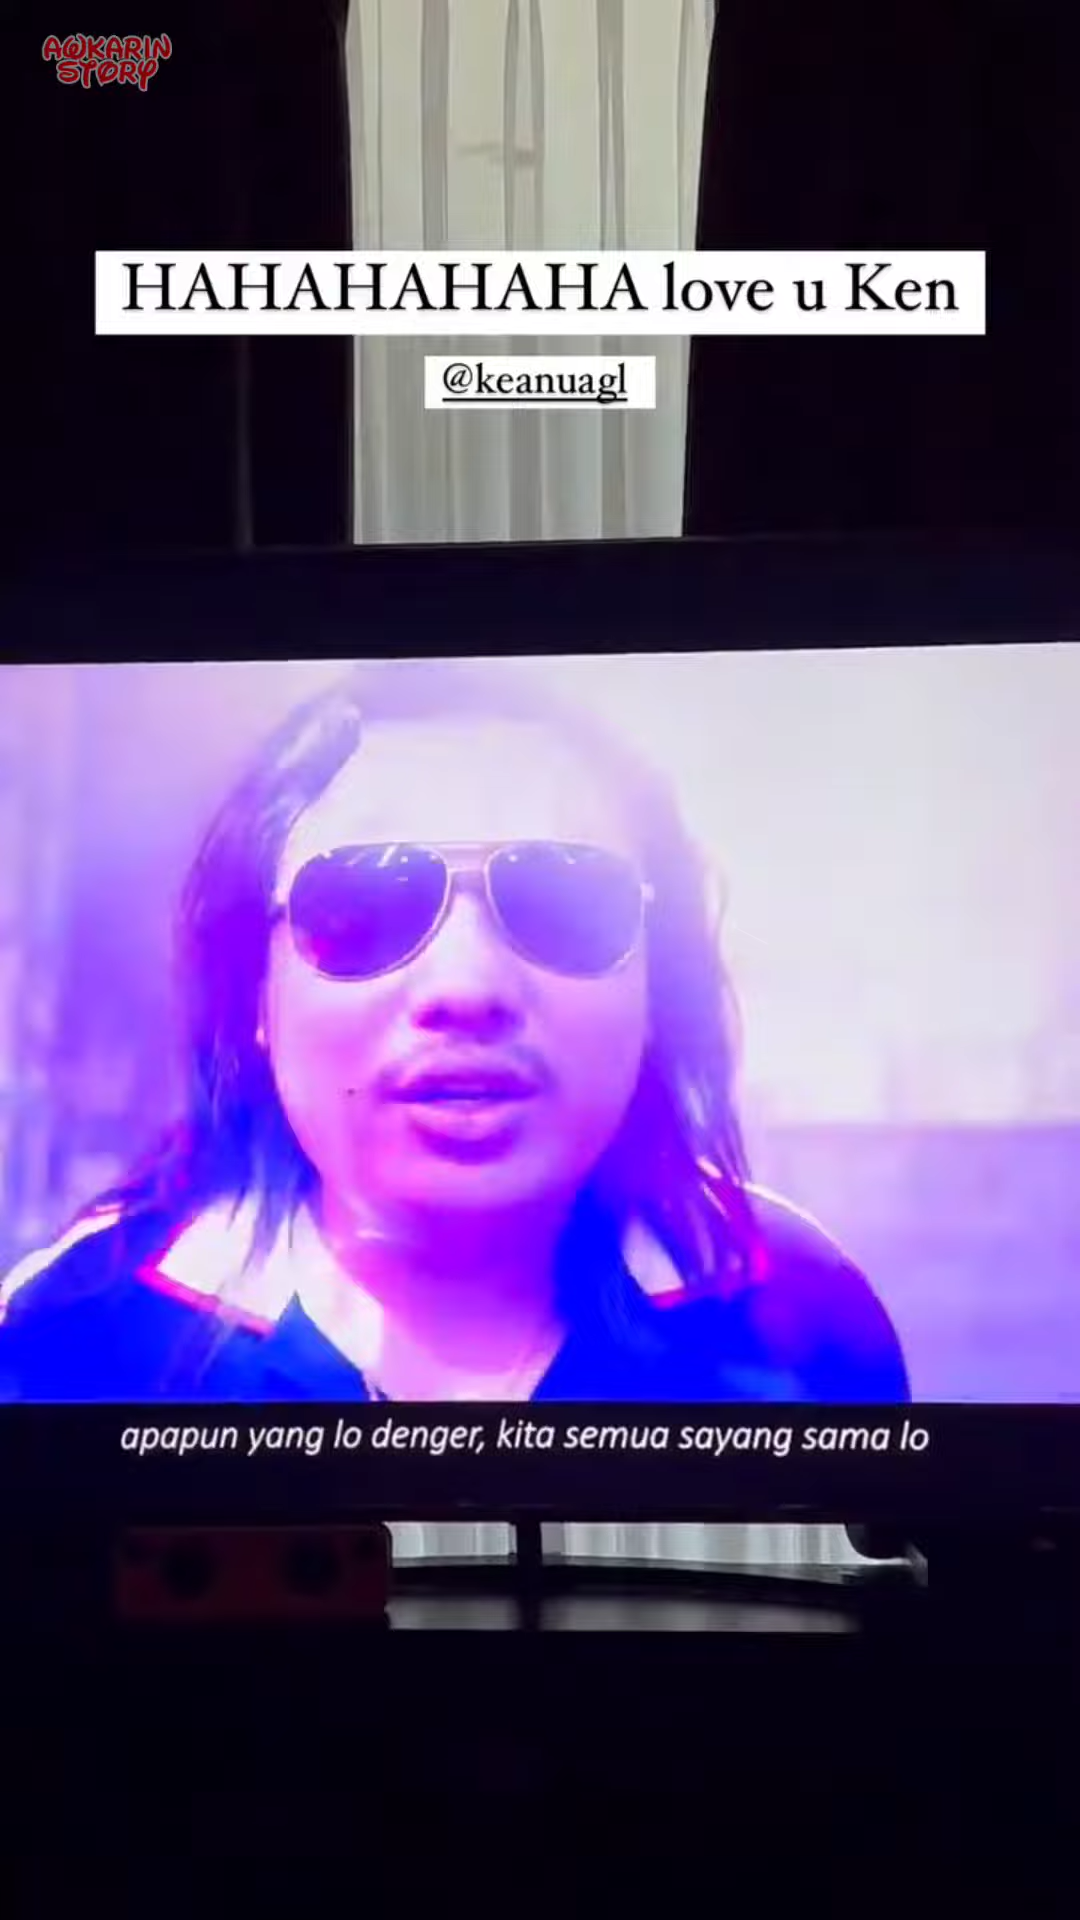 AWKARIN
STORY
HAHAHAHAHA love u Ken
@keanuagl
apapun yang lo denger, kita semua sayang sama lo